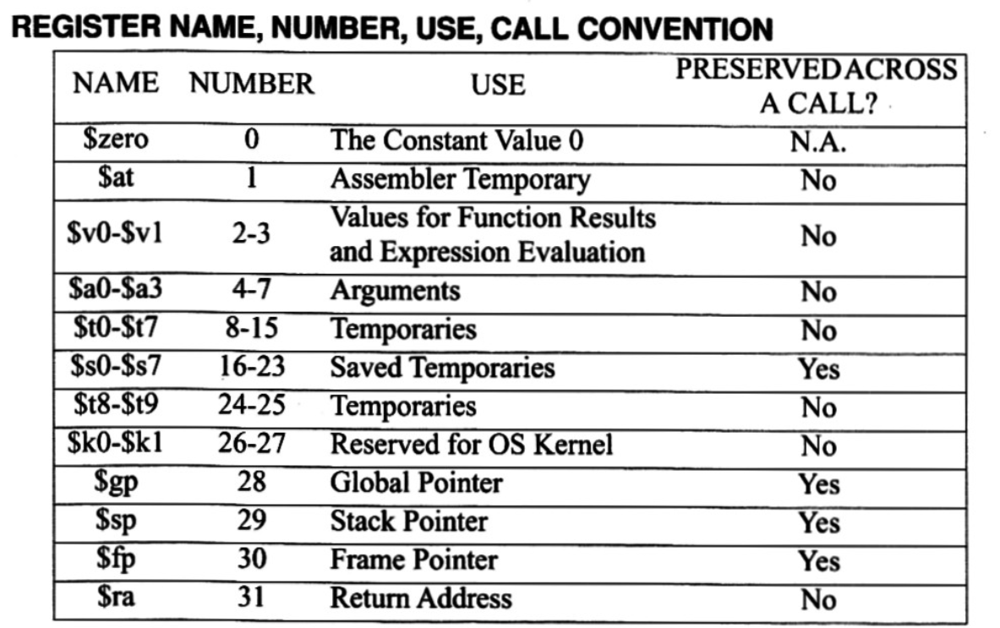 REGISTER NAME, NUMBER, USE, CALL CONVENTION
NAME NUMBER USE PRESERVED ACROSS A CALL?
$zero 0 The Constant Value 0 N.A.
$at 1 Assembler Temporary No
$v0-$v1 2-3 Values for Function Results and Expression Evaluation No
$a0-$a3 4-7 Arguments No
$t0-$t7 8-15 Temporaries No
$s0-$s7 16-23 Saved Temporaries Yes
$t8-$t9 24-25 Temporaries No
$k0-$k1 26-27 Reserved for OS Kernel No
$gp 28 Global Pointer Yes
$sp 29 Stack Pointer Yes
$fp 30 Frame Pointer Yes
$ra 31 Return Address No